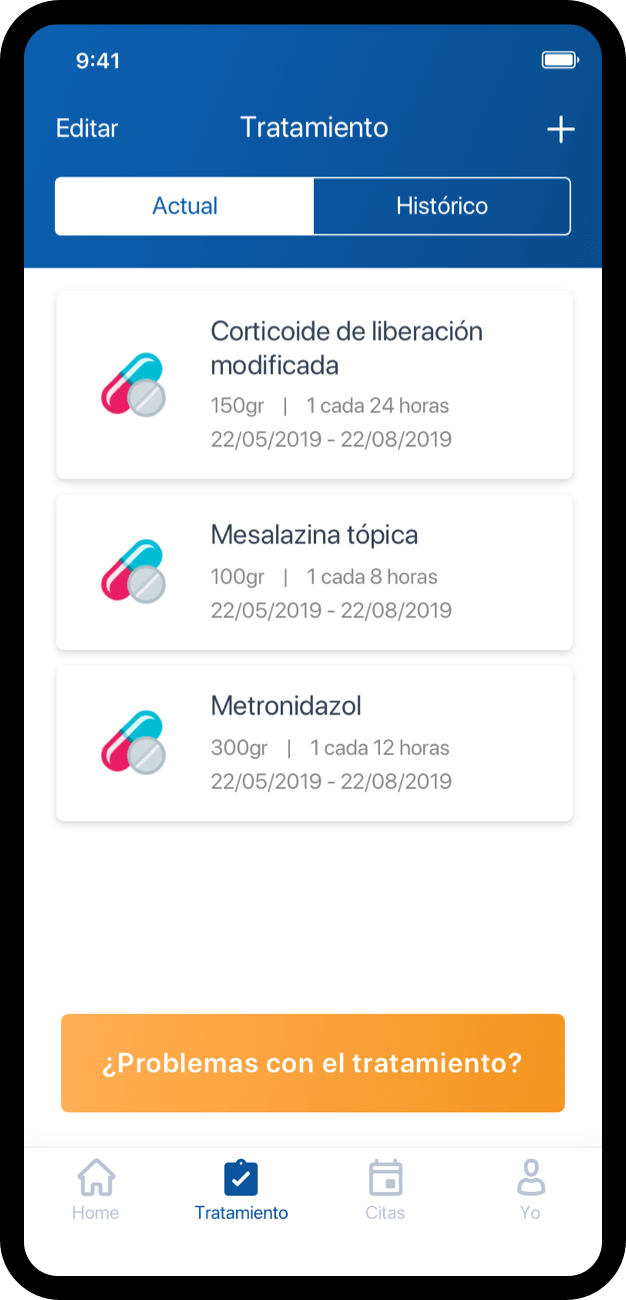 9:41
Editar
Tratamiento
Actual
Histórico
Corticoide de liberación
modificada
150gr | 1 cada 24 horas
22/05/2019 - 22/08/2019
Mesalazina tópica
100gr | 1 cada 8 horas
22/05/2019 - 22/08/2019
Metronidazol
300gr | 1 cada 12 horas
22/05/2019 - 22/08/2019
¿Problemas con el tratamiento?
Home
Tratamiento
Citas
Yo